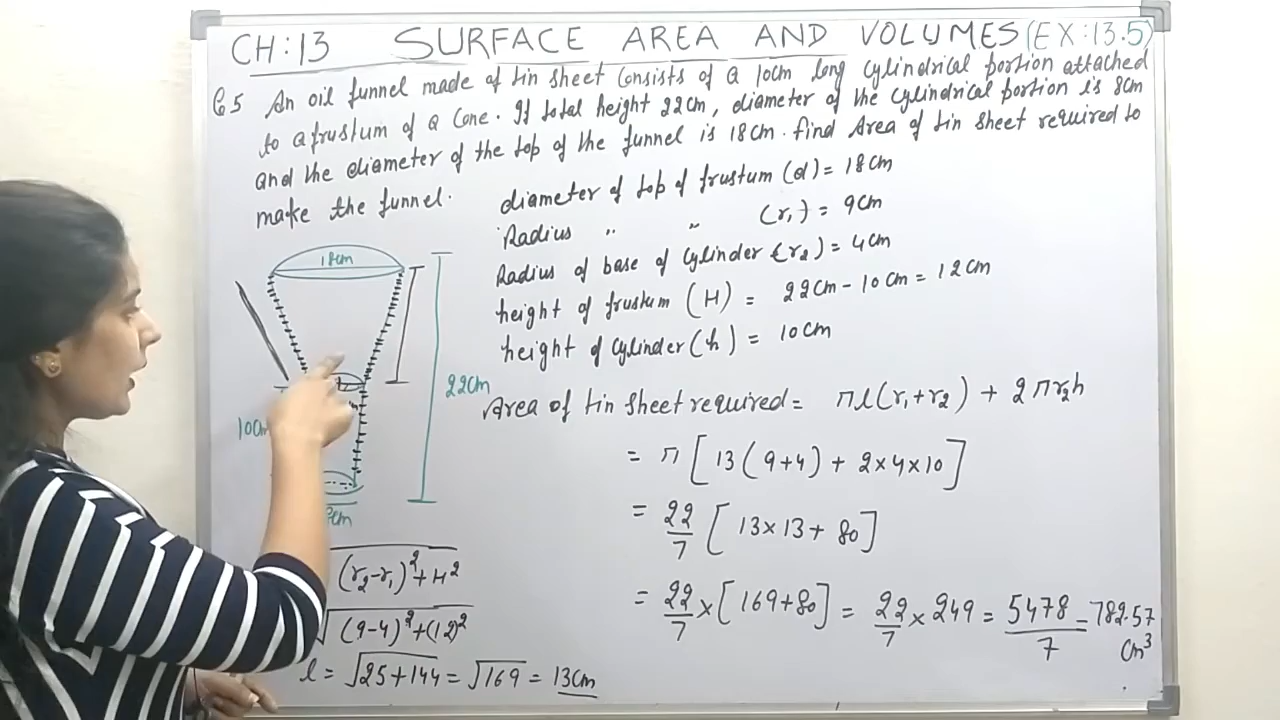 CH:13 SURFACE AREA AND VOLUMES (EX:13.5)
Q5 An oil funnel made of tin sheet consists of a 10cm long cylindrical portion attached
to a frustum of a Cone. If total height 22cm, diameter of the cylindrical portion is 8cm
and the diameter of the top of the funnel is 18cm. find Area of tin sheet required to
make the funnel.
diameter of top of frustum (d) = 18cm
Radius " " (r₁) = 9cm
Radius of base of cylinder (r₂) = 4cm
height of frustum (H) = 22cm - 10cm = 12cm
height of cylinder (h) = 10cm
18cm
22cm
Area of tin sheet required = πl(r₁+r₂) + 2πr₂h
= π[13(9+4) + 2×4×10]
= 22/7 [13×13+80]
= 22/7 × [169+80] = 22/7 × 249 = 5478/7 = 782.57
cm³
√(r₂-r₁)²+H²
√(9-4)²+(12)²
l = √25+144 = √169 = 13cm